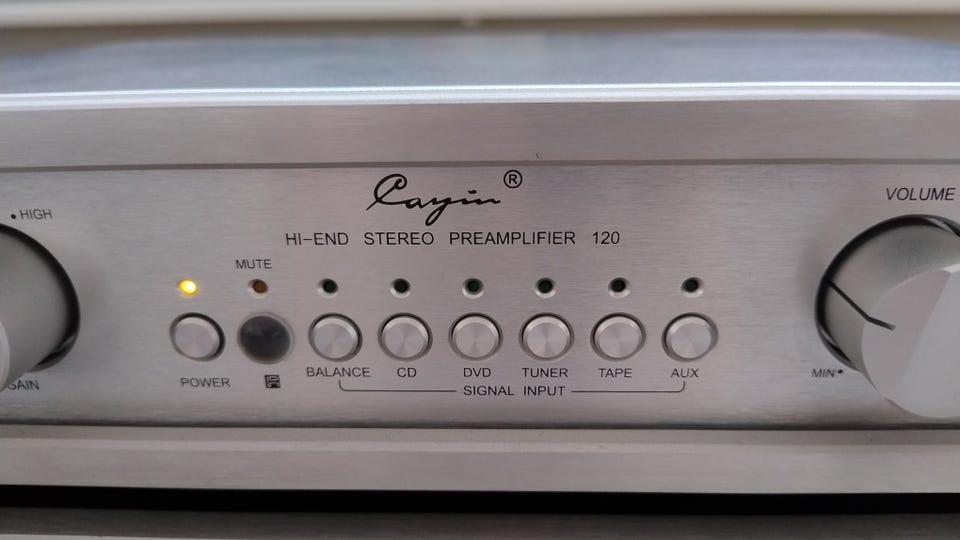 Cayin ®
HI-END STEREO PREAMPLIFIER 120
• HIGH
VOLUME
MUTE
GAIN
POWER
BALANCE CD DVD TUNER TAPE AUX
SIGNAL INPUT
MIN •